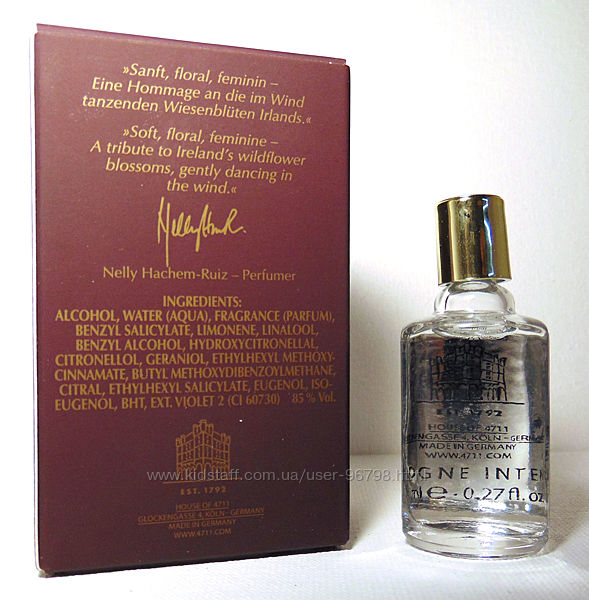 »Sanft, floral, feminin –
Eine Hommage an die im Wind
tanzenden Wiesenblüten Irlands.«
»Soft, floral, feminine –
A tribute to Ireland's wildflower
blossoms, gently dancing in
the wind.«
Nelly Hachem-Ruiz – Perfumer
INGREDIENTS:
ALCOHOL, WATER (AQUA), FRAGRANCE (PARFUM),
BENZYL SALICYLATE, LIMONENE, LINALOOL,
BENZYL ALCOHOL, HYDROXYCITRONELLAL,
CITRONELLOL, GERANIOL, ETHYLHEXYL METHOXY-
CINNAMATE, BUTYL METHOXYDIBENZOYLMETHANE,
CITRAL, ETHYLHEXYL SALICYLATE, EUGENOL, ISO-
EUGENOL, BHT, EXT. VIOLET 2 (CI 60730) 85 % Vol.
www.kidstaff.com.ua/user-96798.h
EST. 1792
HOUSE OF 4711
GLOCKENGASSE 4, KÖLN - GERMANY
MADE IN GERMANY
WWW.4711.COM
EST. 1792
HOUSE OF 4711
GLOCKENGASSE 4, KÖLN - GERMANY
MADE IN GERMANY
WWW.4711.COM
OGNE INTEN
ml e - 0.27 fl. oz